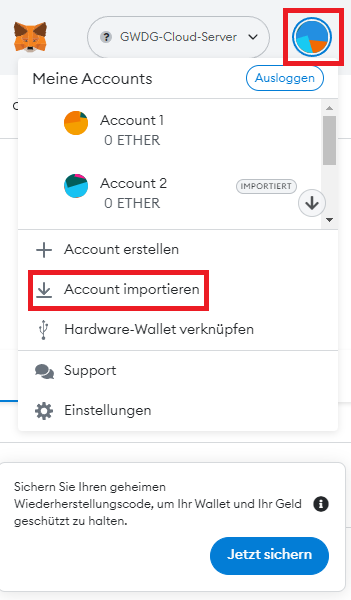 GWDG-Cloud-Server
Meine Accounts
Ausloggen
Account 1
0 ETHER
Account 2
IMPORTIERT
0 ETHER
Account erstellen
Account importieren
Hardware-Wallet verknüpfen
Support
Einstellungen
Sichern Sie Ihren geheimen
Wiederherstellungscode, um Ihr Wallet und Ihr Geld
geschützt zu halten.
Jetzt sichern